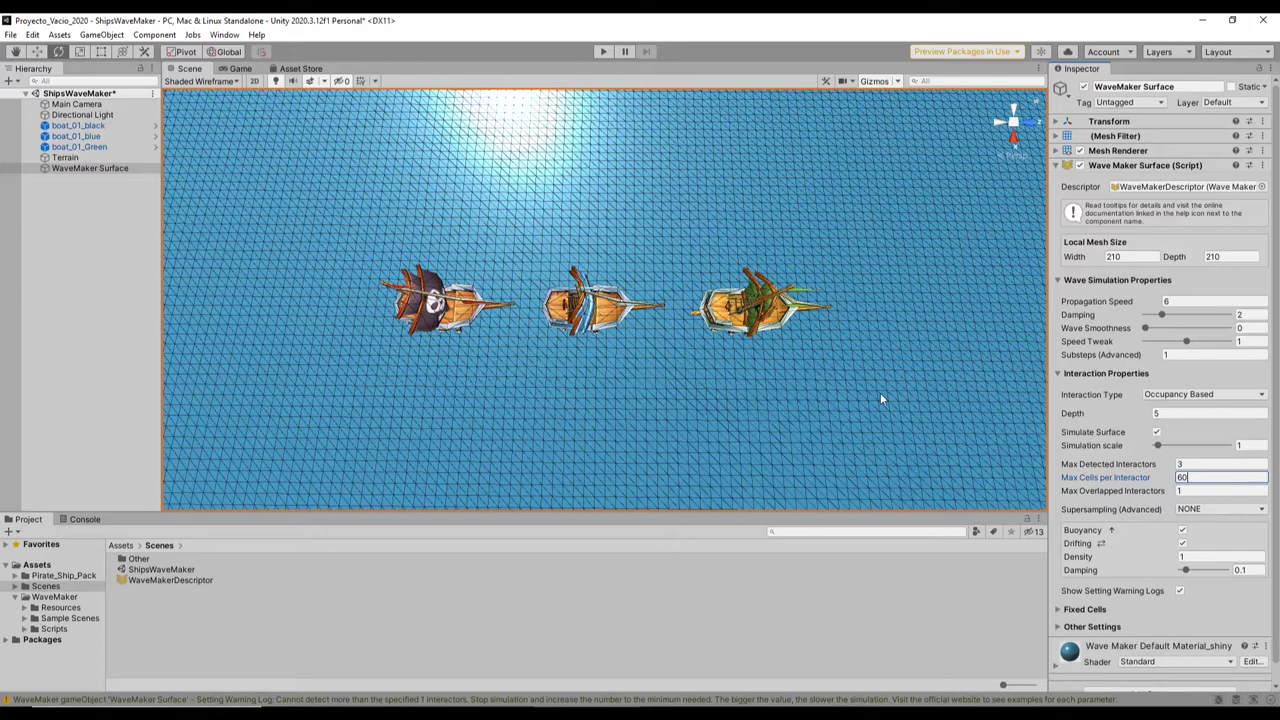 Proyecto_Vacio_2020 - ShipsWaveMaker - PC, Mac & Linux Standalone - Unity 2020.3.12f1 Personal* <DX11>
File Edit Assets GameObject Component Jobs Window Help
Pivot Global Preview Packages in Use Account Layers Layout
Hierarchy Scene Game Asset Store Inspector
All Shaded Wireframe 2D 0 Gizmos All WaveMaker Surface Static
ShipsWaveMaker* Tag Untagged Layer Default
Main Camera
Directional Light
boat_01_black
boat_01_blue
boat_01_Green
Terrain
WaveMaker Surface
Persp
Transform
(Mesh Filter)
Mesh Renderer
Wave Maker Surface (Script)
Descriptor WaveMakerDescriptor (Wave Maker
Read tooltips for details and visit the online
documentation linked in the help icon next to the
component name.
Local Mesh Size
Width 210 Depth 210
Wave Simulation Properties
Propagation Speed 6
Damping 2
Wave Smoothness 0
Speed Tweak 1
Substeps (Advanced) 1
Interaction Properties
Interaction Type Occupancy Based
Depth 5
Simulate Surface
Simulation scale 1
Max Detected Interactors 3
Max Cells per Interactor 60
Max Overlapped Interactors 1
Supersampling (Advanced) NONE
Buoyancy
Drifting
Density 1
Damping 0.1
Show Setting Warning Logs
Fixed Cells
Other Settings
Wave Maker Default Material_shiny
Shader Standard Edit...
Project Console
13
Favorites
Assets
Pirate_Ship_Pack
Scenes
WaveMaker
Resources
Sample Scenes
Scripts
Packages
Assets > Scenes >
Other
ShipsWaveMaker
WaveMakerDescriptor
WaveMaker gameObject 'WaveMaker Surface' - Setting Warning Log: Cannot detect more than the specified 1 interactors. Stop simulation and increase the number to the minimum needed. The bigger the value, the slower the simulation. Visit the official website to see examples for each parameter.